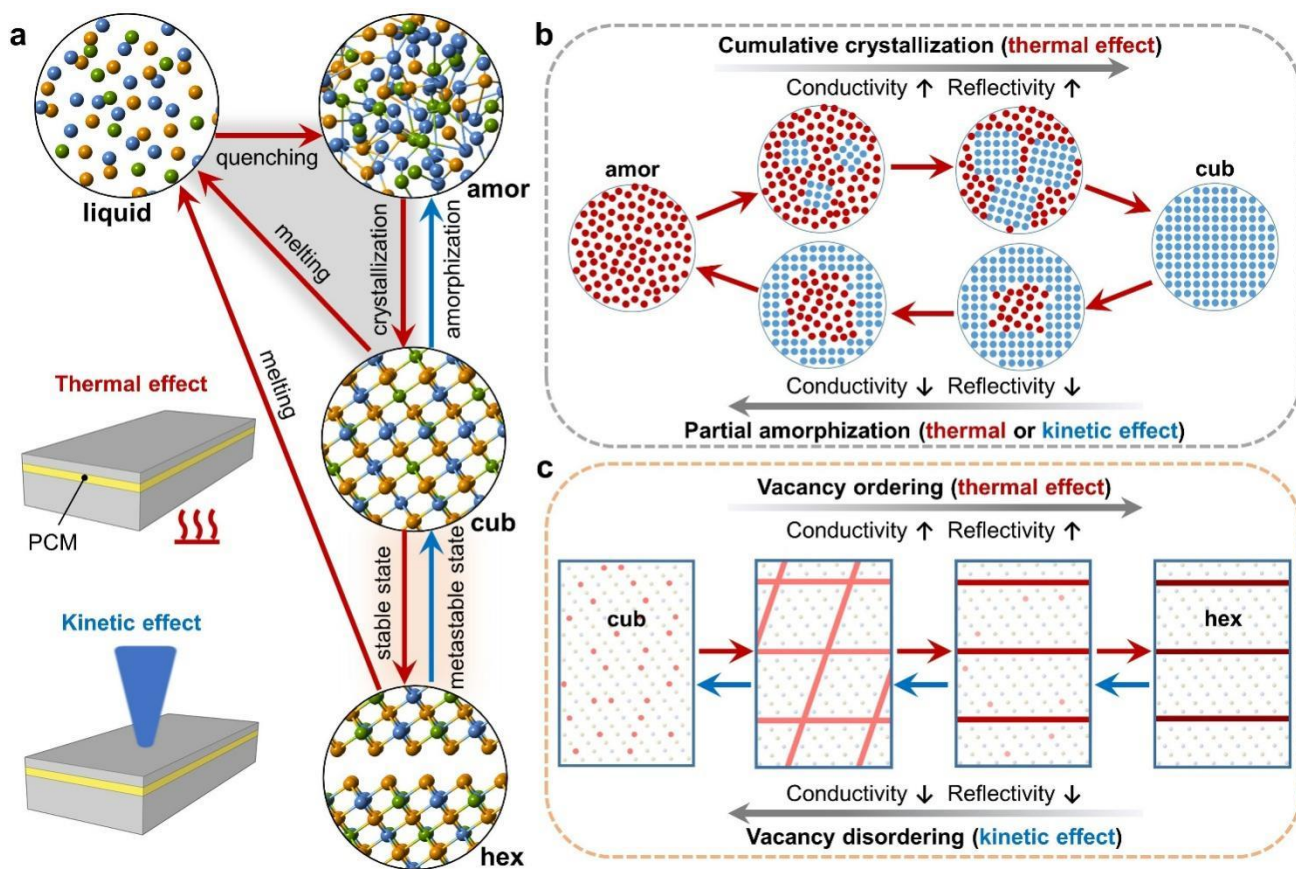 a
liquid
quenching
amor
melting
crystallization
amorphization
melting
Thermal effect
PCM
cub
stable state
metastable state
Kinetic effect
hex
b
Cumulative crystallization (thermal effect)
Conductivity ↑ Reflectivity ↑
amor
cub
Conductivity ↓ Reflectivity ↓
Partial amorphization (thermal or kinetic effect)
c
Vacancy ordering (thermal effect)
Conductivity ↑ Reflectivity ↑
cub
hex
Conductivity ↓ Reflectivity ↓
Vacancy disordering (kinetic effect)